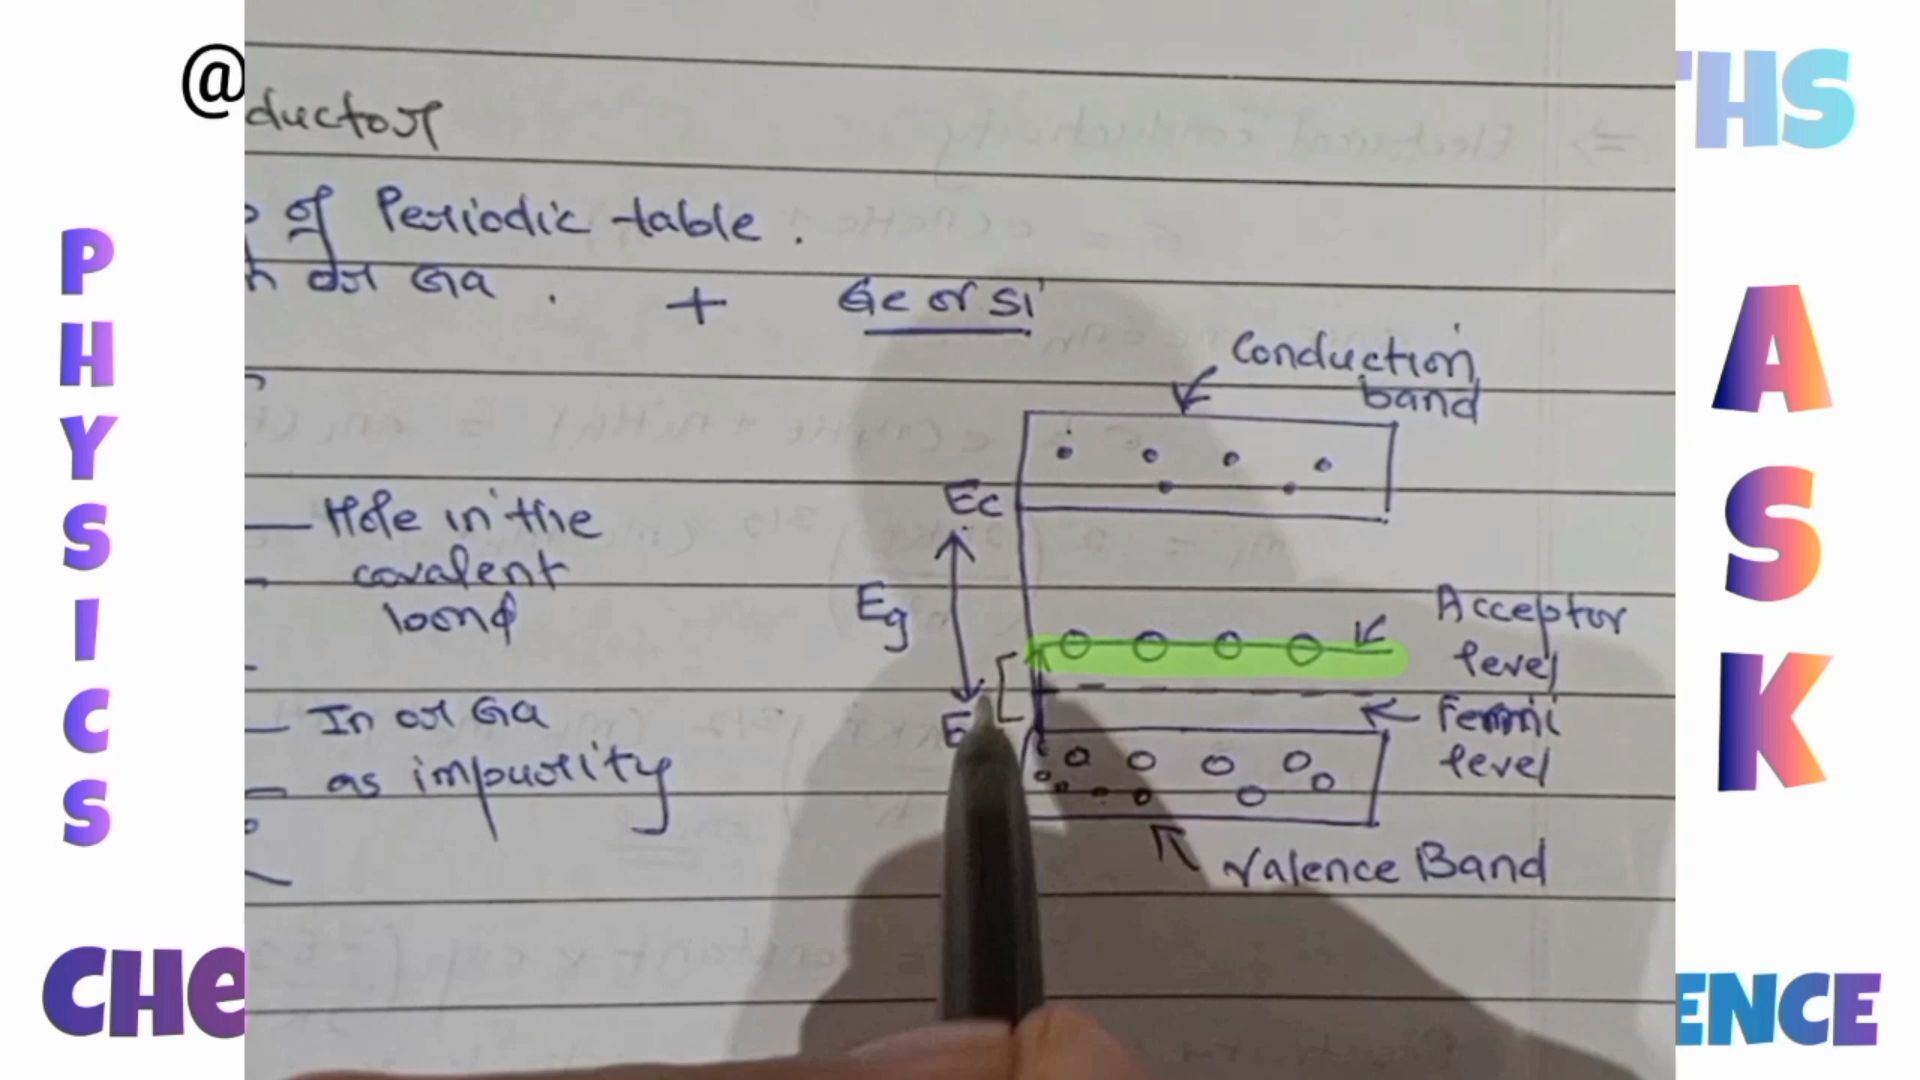 @
ductor
of Periodic table.
or Ga. + Ge or Si
Conduction
band
Ec
Hole in the
covalent
bond
Eg
Acceptor
level
In or Ga
as impurity
E
Fermi
level
Valence Band
PHYSICS
CHE
THS
ASK
ENCE